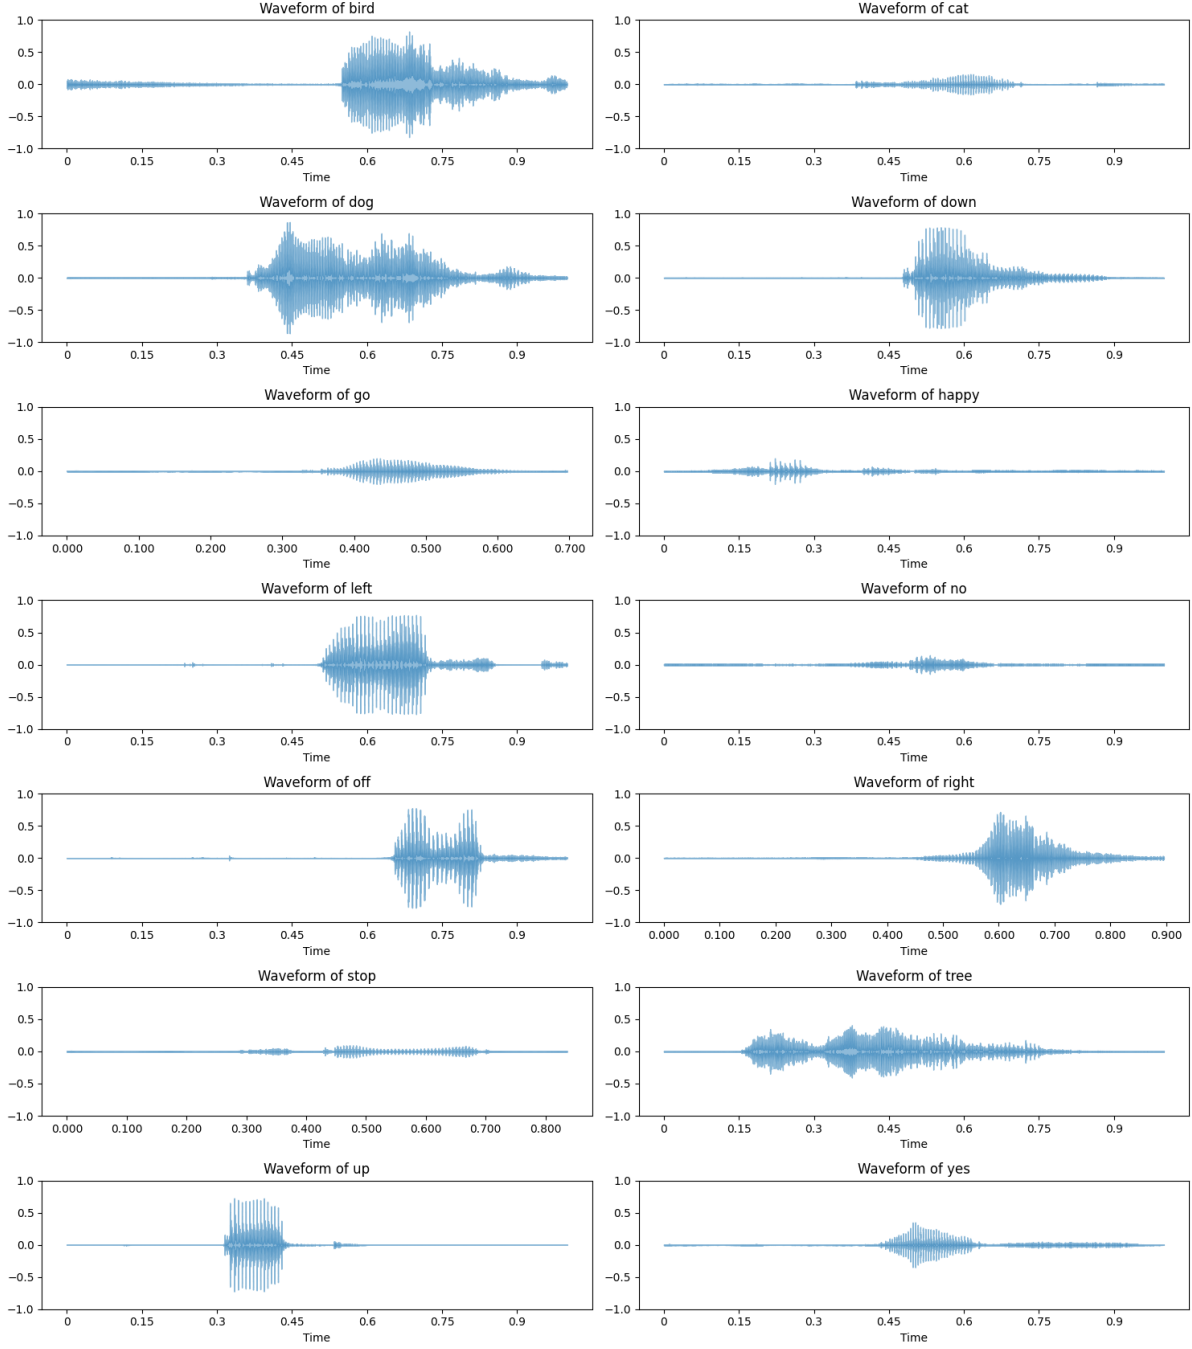 Waveform of bird
1.0
0.5
0.0
−0.5
−1.0
0 0.15 0.3 0.45 0.6 0.75 0.9
Time
Waveform of cat
1.0
0.5
0.0
−0.5
−1.0
0 0.15 0.3 0.45 0.6 0.75 0.9
Time
Waveform of dog
1.0
0.5
0.0
−0.5
−1.0
0 0.15 0.3 0.45 0.6 0.75 0.9
Time
Waveform of down
1.0
0.5
0.0
−0.5
−1.0
0 0.15 0.3 0.45 0.6 0.75 0.9
Time
Waveform of go
1.0
0.5
0.0
−0.5
−1.0
0.000 0.100 0.200 0.300 0.400 0.500 0.600 0.700
Time
Waveform of happy
1.0
0.5
0.0
−0.5
−1.0
0 0.15 0.3 0.45 0.6 0.75 0.9
Time
Waveform of left
1.0
0.5
0.0
−0.5
−1.0
0 0.15 0.3 0.45 0.6 0.75 0.9
Time
Waveform of no
1.0
0.5
0.0
−0.5
−1.0
0 0.15 0.3 0.45 0.6 0.75 0.9
Time
Waveform of off
1.0
0.5
0.0
−0.5
−1.0
0 0.15 0.3 0.45 0.6 0.75 0.9
Time
Waveform of right
1.0
0.5
0.0
−0.5
−1.0
0.000 0.100 0.200 0.300 0.400 0.500 0.600 0.700 0.800 0.900
Time
Waveform of stop
1.0
0.5
0.0
−0.5
−1.0
0.000 0.100 0.200 0.300 0.400 0.500 0.600 0.700 0.800
Time
Waveform of tree
1.0
0.5
0.0
−0.5
−1.0
0 0.15 0.3 0.45 0.6 0.75 0.9
Time
Waveform of up
1.0
0.5
0.0
−0.5
−1.0
0 0.15 0.3 0.45 0.6 0.75 0.9
Time
Waveform of yes
1.0
0.5
0.0
−0.5
−1.0
0 0.15 0.3 0.45 0.6 0.75 0.9
Time